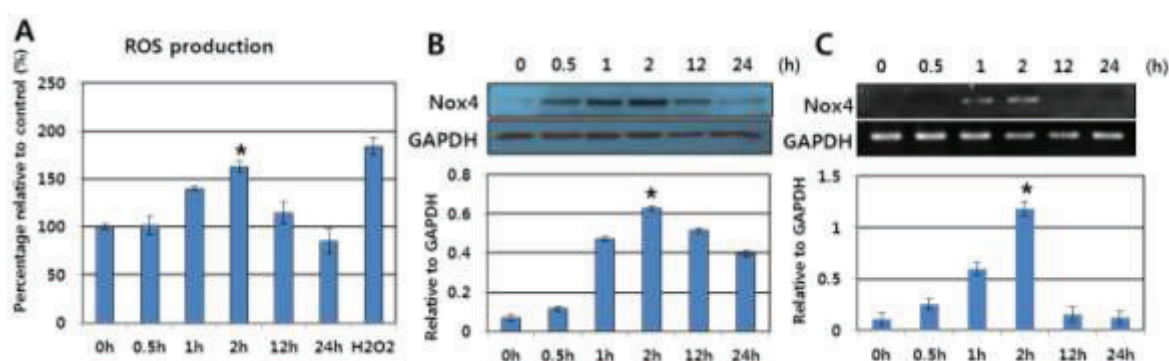 A
ROS production
Percentage relative to control (%)
250
200
150
100
50
0
0h 0.5h 1h 2h 12h 24h H2O2
*
B
0 0.5 1 2 12 24 (h)
Nox4
GAPDH
Relative to GAPDH
0.8
0.6
0.4
0.2
0
0h 0.5h 1h 2h 12h 24h
*
C
0 0.5 1 2 12 24 (h)
Nox4
GAPDH
Relative to GAPDH
1.5
1
0.5
0
0h 0.5h 1h 2h 12h 24h
*